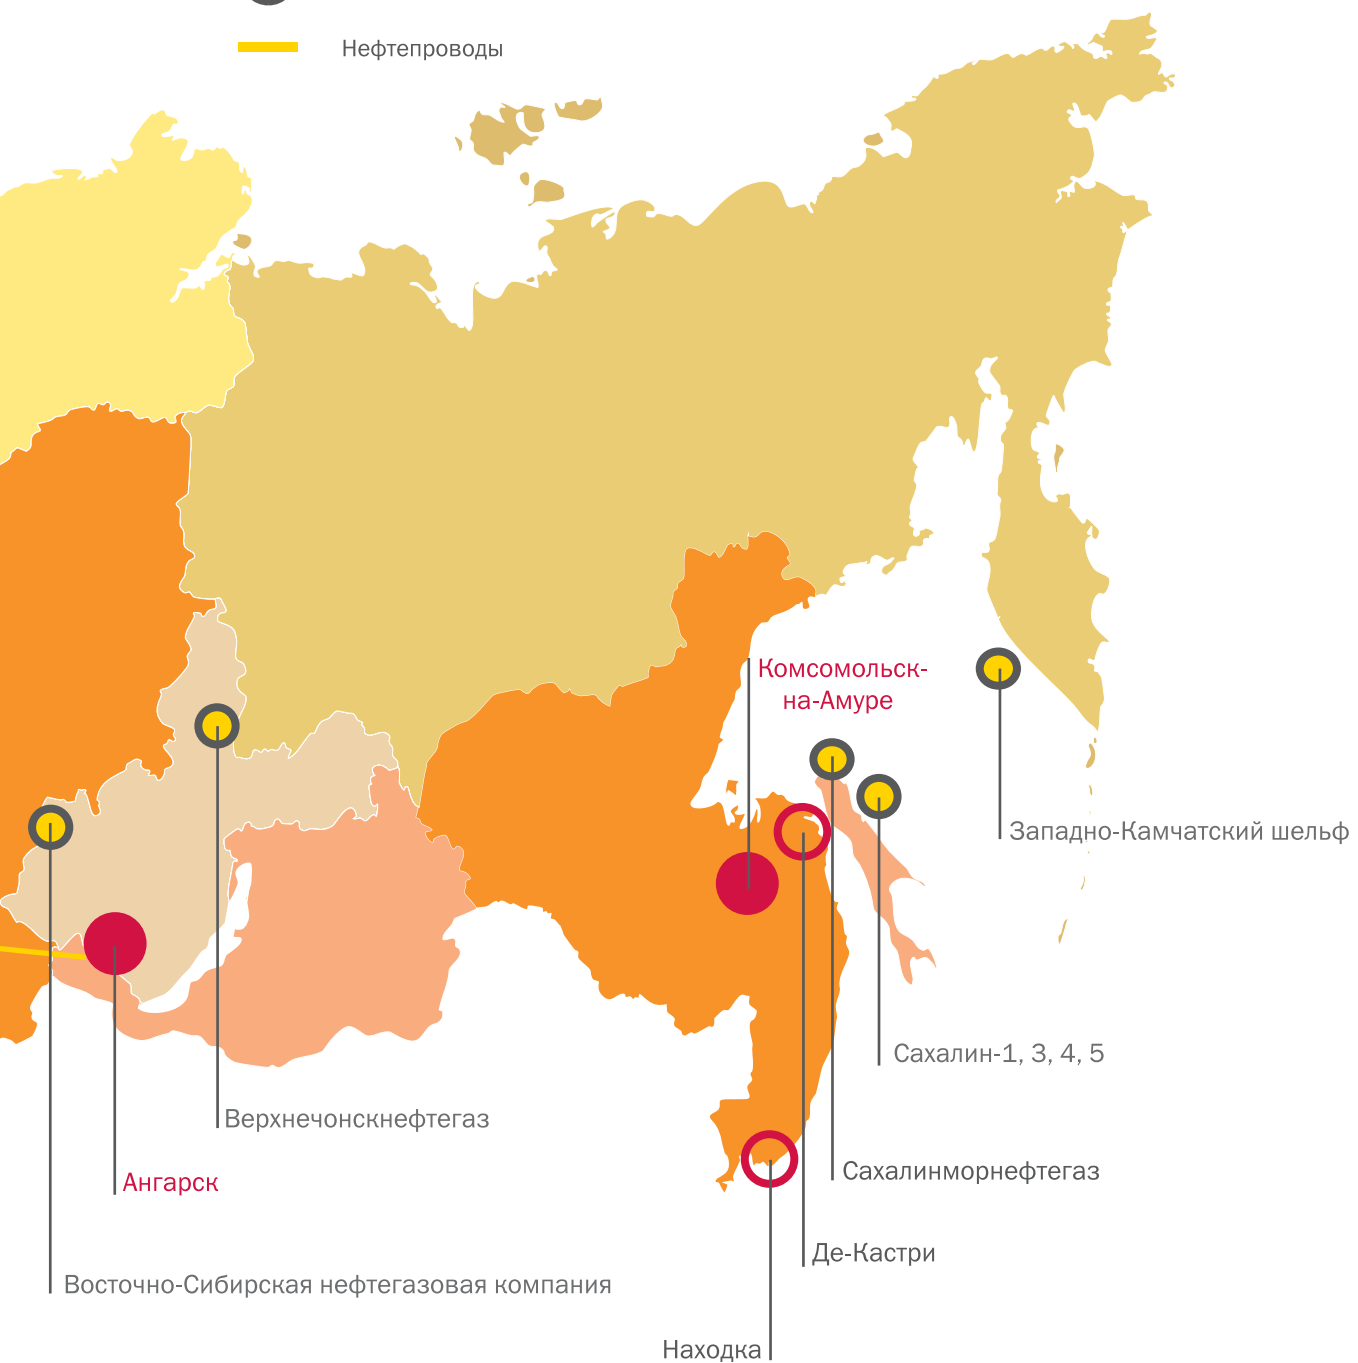 Нефтепроводы
Комсомольск-
на-Амуре
Западно-Камчатский шельф
Сахалин-1, 3, 4, 5
Верхнечонскнефтегаз
Сахалинморнефтегаз
Ангарск
Де-Кастри
Восточно-Сибирская нефтегазовая компания
Находка